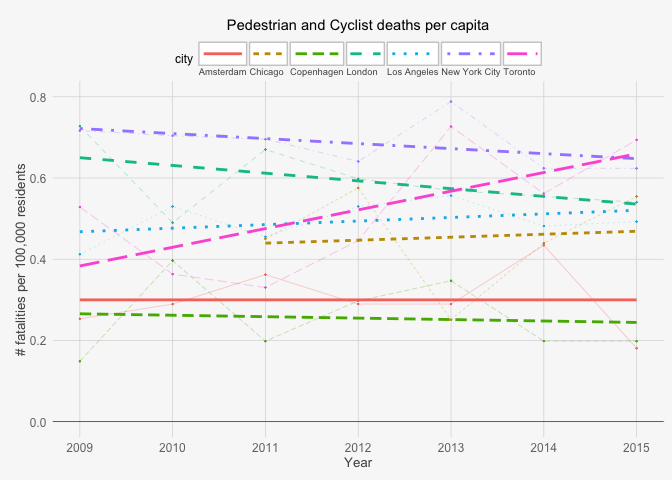 Pedestrian and Cyclist deaths per capita
city
Amsterdam Chicago Copenhagen London Los Angeles New York City Toronto
# fatalities per 100,000 residents
0.8
0.6
0.4
0.2
0.0
2009 2010 2011 2012 2013 2014 2015
Year